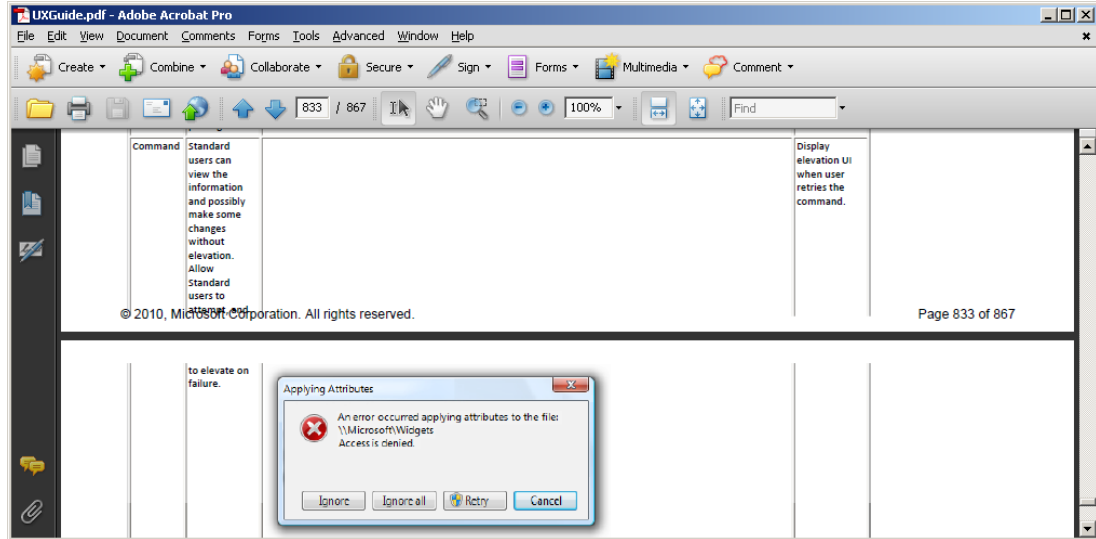 UXGuide.pdf - Adobe Acrobat Pro
File Edit View Document Comments Forms Tools Advanced Window Help
Create Combine Collaborate Secure Sign Forms Multimedia Comment
833 / 867 100% Find
Command
Standard
users can
view the
information
and possibly
make some
changes
without
elevation.
Allow
Standard
users to
attempt, and
Display
elevation UI
when user
retries the
command.
© 2010, Microsoft Corporation. All rights reserved.
Page 833 of 867
to elevate on
failure.
Applying Attributes
An error occurred applying attributes to the file:
\\Microsoft\Widgets
Access is denied.
Ignore Ignore all Retry Cancel